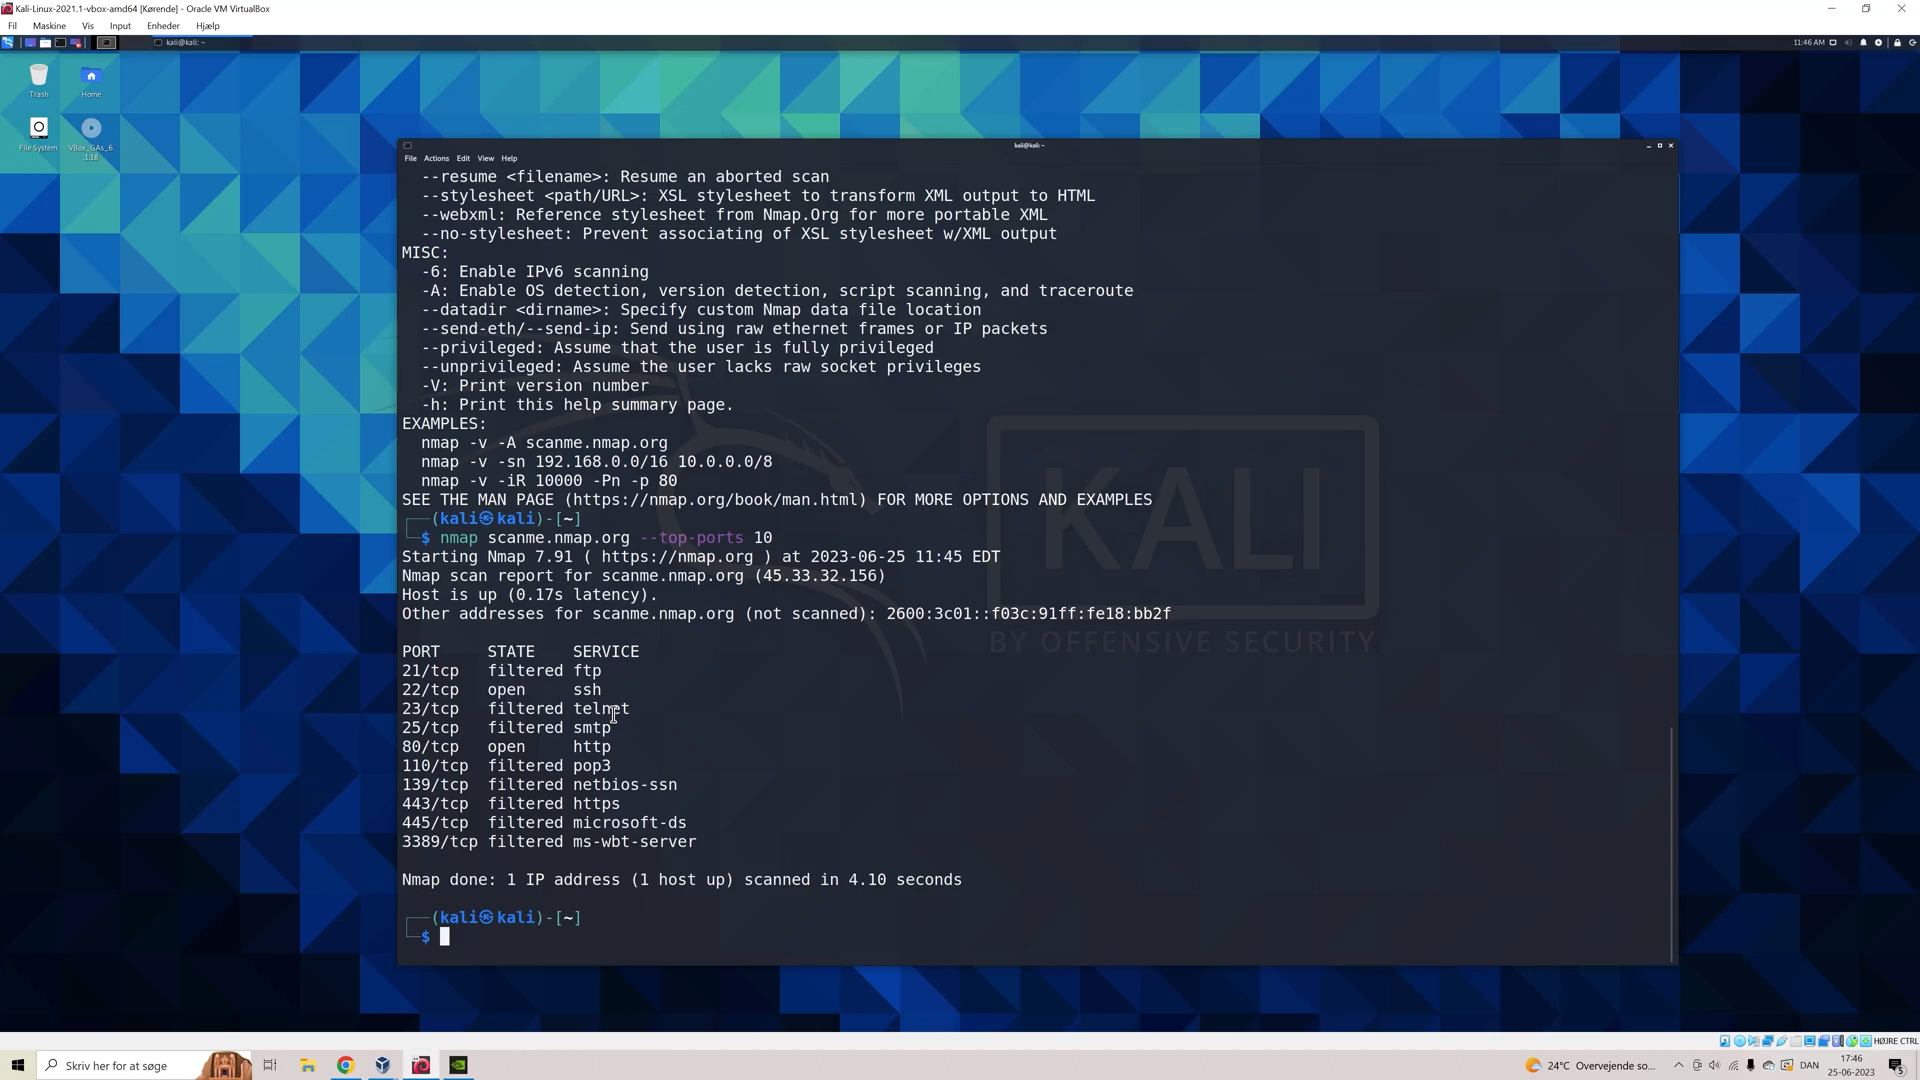 Kali-Linux-2021.1-vbox-amd64 [Kørende] - Oracle VM VirtualBox
Fil Maskine Vis Input Enheder Hjælp
kali@kali: ~
11:46 AM
Trash
Home
File System
VBox_GAs_6
1.18
kali@kali: ~
File Actions Edit View Help
--resume <filename>: Resume an aborted scan
--stylesheet <path/URL>: XSL stylesheet to transform XML output to HTML
--webxml: Reference stylesheet from Nmap.Org for more portable XML
--no-stylesheet: Prevent associating of XSL stylesheet w/XML output
MISC:
-6: Enable IPv6 scanning
-A: Enable OS detection, version detection, script scanning, and traceroute
--datadir <dirname>: Specify custom Nmap data file location
--send-eth/--send-ip: Send using raw ethernet frames or IP packets
--privileged: Assume that the user is fully privileged
--unprivileged: Assume the user lacks raw socket privileges
-V: Print version number
-h: Print this help summary page.
EXAMPLES:
nmap -v -A scanme.nmap.org
nmap -v -sn 192.168.0.0/16 10.0.0.0/8
nmap -v -iR 10000 -Pn -p 80
SEE THE MAN PAGE (https://nmap.org/book/man.html) FOR MORE OPTIONS AND EXAMPLES
┌──(kali㉿kali)-[~]
└─$ nmap scanme.nmap.org --top-ports 10
Starting Nmap 7.91 ( https://nmap.org ) at 2023-06-25 11:45 EDT
Nmap scan report for scanme.nmap.org (45.33.32.156)
Host is up (0.17s latency).
Other addresses for scanme.nmap.org (not scanned): 2600:3c01::f03c:91ff:fe18:bb2f
PORT STATE SERVICE
21/tcp filtered ftp
22/tcp open ssh
23/tcp filtered telnet
25/tcp filtered smtp
80/tcp open http
110/tcp filtered pop3
139/tcp filtered netbios-ssn
443/tcp filtered https
445/tcp filtered microsoft-ds
3389/tcp filtered ms-wbt-server
Nmap done: 1 IP address (1 host up) scanned in 4.10 seconds
┌──(kali㉿kali)-[~]
└─$
KALI
BY OFFENSIVE SECURITY
HØJRE CTRL
Skriv her for at søge
24°C Overvejende so...
DAN
17:46
25-06-2023
5